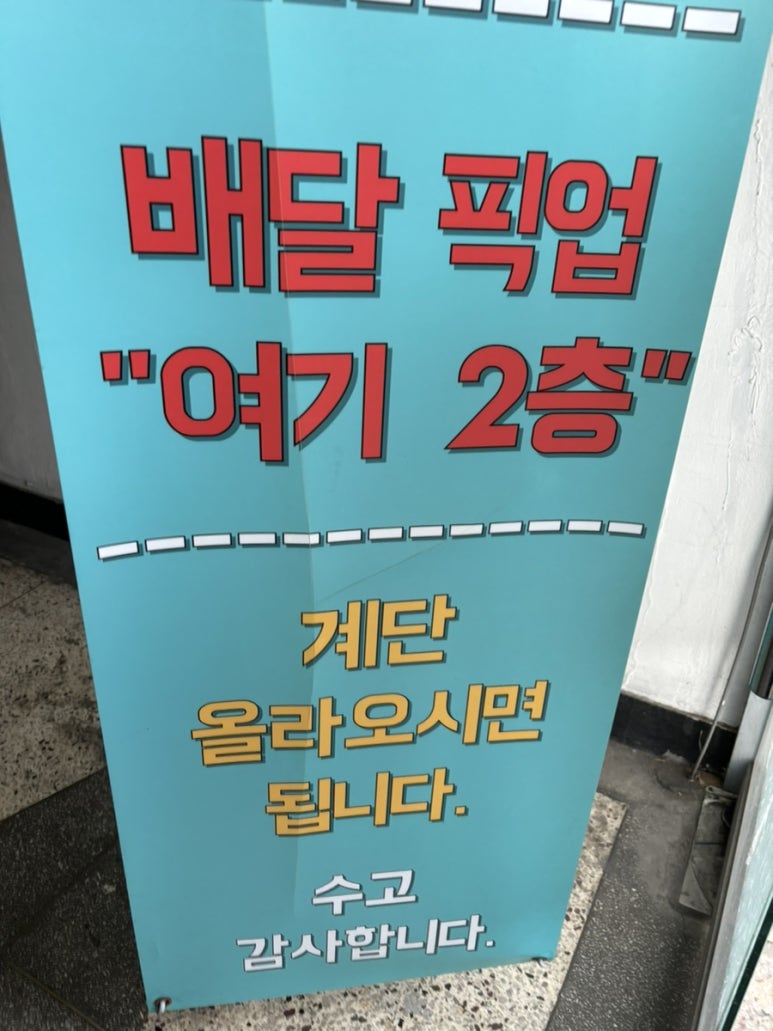 배달 픽업
"여기 2층"
계단
올라오시면
됩니다.
수고
감사합니다.